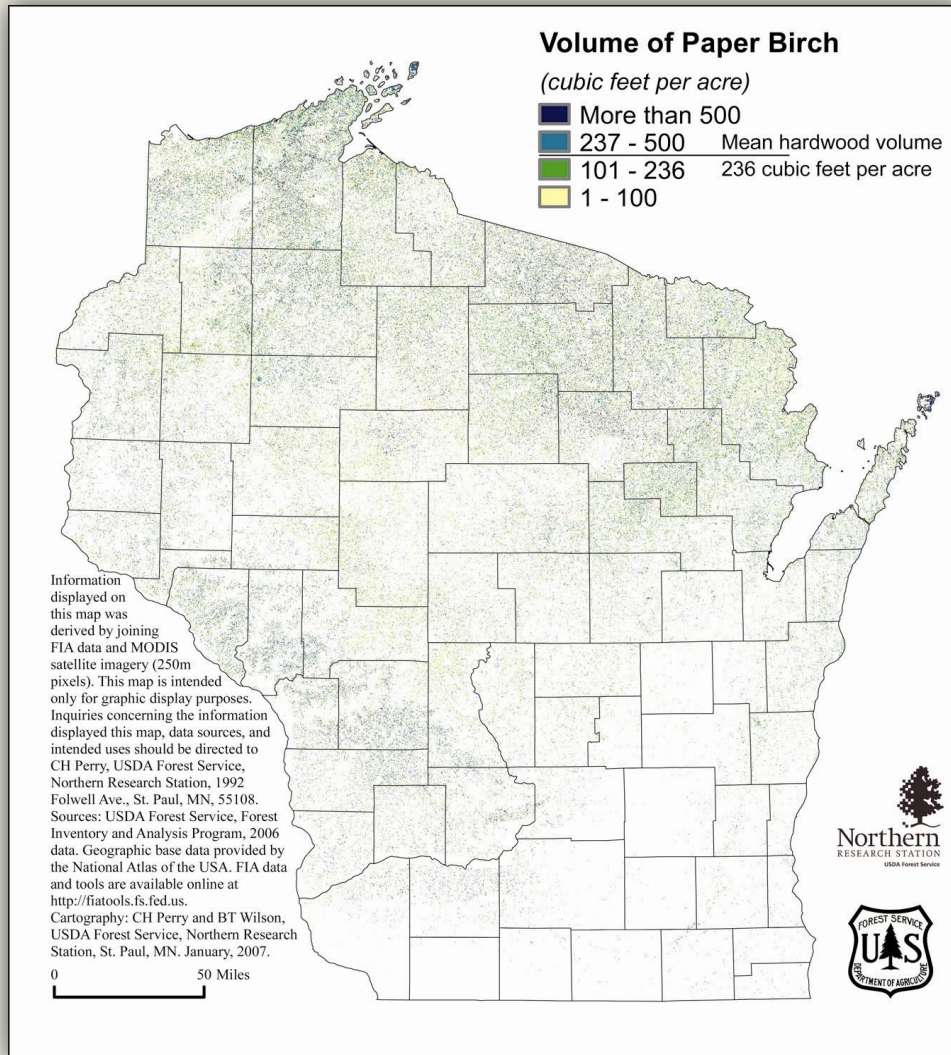 Volume of Paper Birch
(cubic feet per acre)
More than 500
237 - 500 Mean hardwood volume
101 - 236 236 cubic feet per acre
1 - 100
Information
displayed on
this map was
derived by joining
FIA data and MODIS
satellite imagery (250m
pixels). This map is intended
only for graphic display purposes.
Inquiries concerning the information
displayed this map, data sources, and
intended uses should be directed to
CH Perry, USDA Forest Service,
Northern Research Station, 1992
Folwell Ave., St. Paul, MN, 55108.
Sources: USDA Forest Service, Forest
Inventory and Analysis Program, 2006
data. Geographic base data provided by
the National Atlas of the USA. FIA data
and tools are available online at
http://fiatools.fs.fed.us.
Cartography: CH Perry and BT Wilson,
USDA Forest Service, Northern Research
Station, St. Paul, MN. January, 2007.
0 50 Miles
Northern
RESEARCH STATION
USDA Forest Service
FOREST SERVICE
U S
DEPARTMENT OF AGRICULTURE